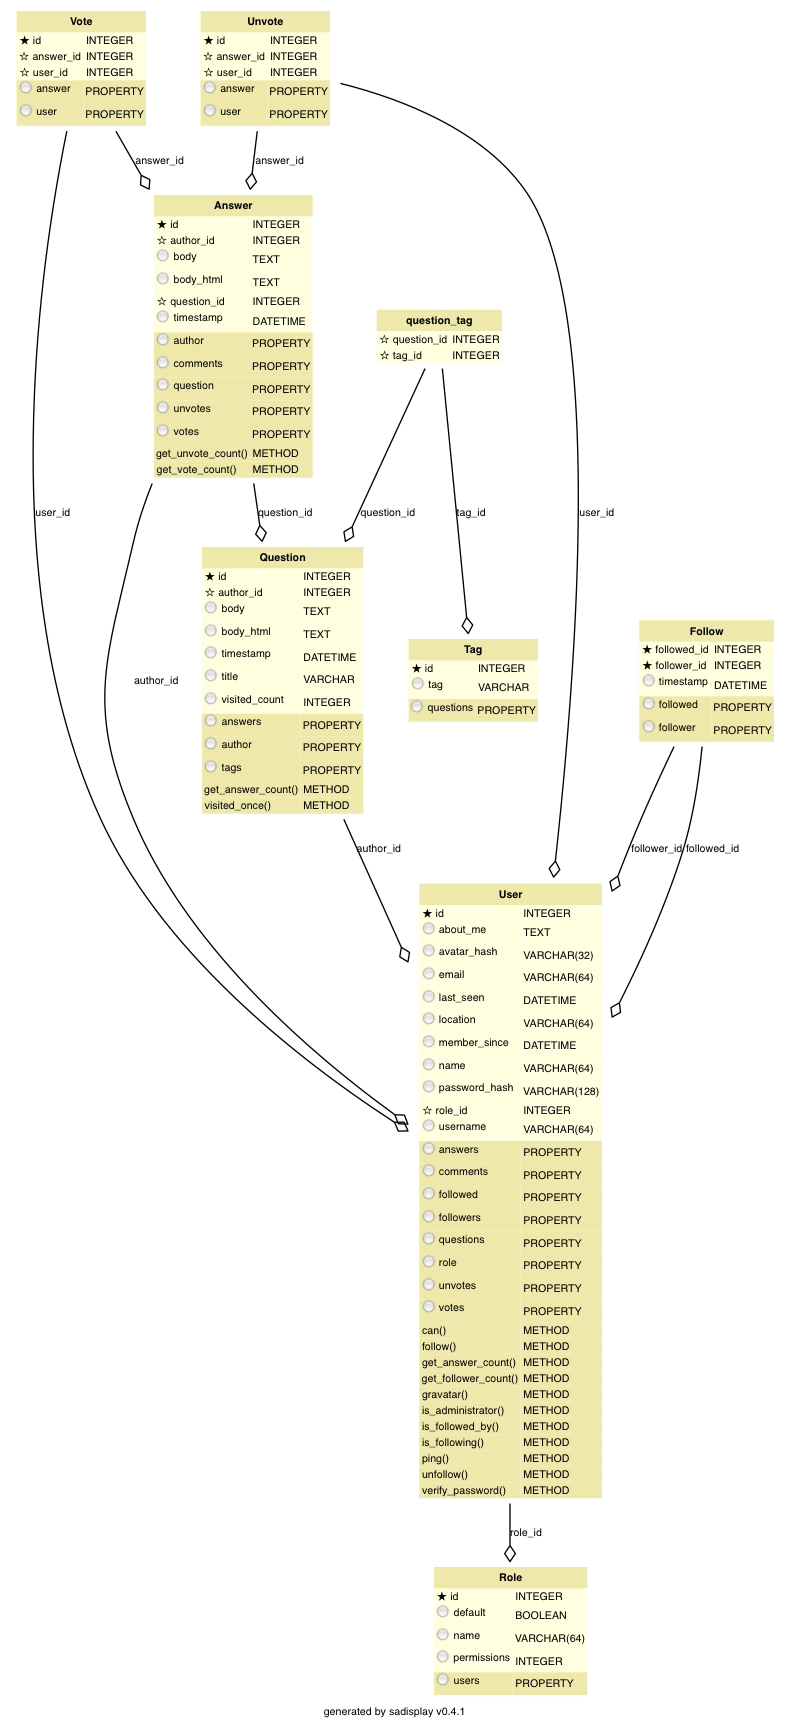 Vote
★ id INTEGER
☆ answer_id INTEGER
☆ user_id INTEGER
answer PROPERTY
user PROPERTY
Unvote
★ id INTEGER
☆ answer_id INTEGER
☆ user_id INTEGER
answer PROPERTY
user PROPERTY
answer_id
answer_id
Answer
★ id INTEGER
☆ author_id INTEGER
body TEXT
body_html TEXT
☆ question_id INTEGER
timestamp DATETIME
author PROPERTY
comments PROPERTY
question PROPERTY
unvotes PROPERTY
votes PROPERTY
get_unvote_count() METHOD
get_vote_count() METHOD
question_tag
☆ question_id INTEGER
☆ tag_id INTEGER
user_id
question_id
question_id
tag_id
user_id
Question
★ id INTEGER
☆ author_id INTEGER
body TEXT
body_html TEXT
timestamp DATETIME
title VARCHAR
visited_count INTEGER
answers PROPERTY
author PROPERTY
tags PROPERTY
get_answer_count() METHOD
visited_once() METHOD
Tag
★ id INTEGER
tag VARCHAR
questions PROPERTY
Follow
★ followed_id INTEGER
★ follower_id INTEGER
timestamp DATETIME
followed PROPERTY
follower PROPERTY
author_id
author_id
follower_id
followed_id
User
★ id INTEGER
about_me TEXT
avatar_hash VARCHAR(32)
email VARCHAR(64)
last_seen DATETIME
location VARCHAR(64)
member_since DATETIME
name VARCHAR(64)
password_hash VARCHAR(128)
☆ role_id INTEGER
username VARCHAR(64)
answers PROPERTY
comments PROPERTY
followed PROPERTY
followers PROPERTY
questions PROPERTY
role PROPERTY
unvotes PROPERTY
votes PROPERTY
can() METHOD
follow() METHOD
get_answer_count() METHOD
get_follower_count() METHOD
gravatar() METHOD
is_administrator() METHOD
is_followed_by() METHOD
is_following() METHOD
ping() METHOD
unfollow() METHOD
verify_password() METHOD
role_id
Role
★ id INTEGER
default BOOLEAN
name VARCHAR(64)
permissions INTEGER
users PROPERTY
generated by sadisplay v0.4.1